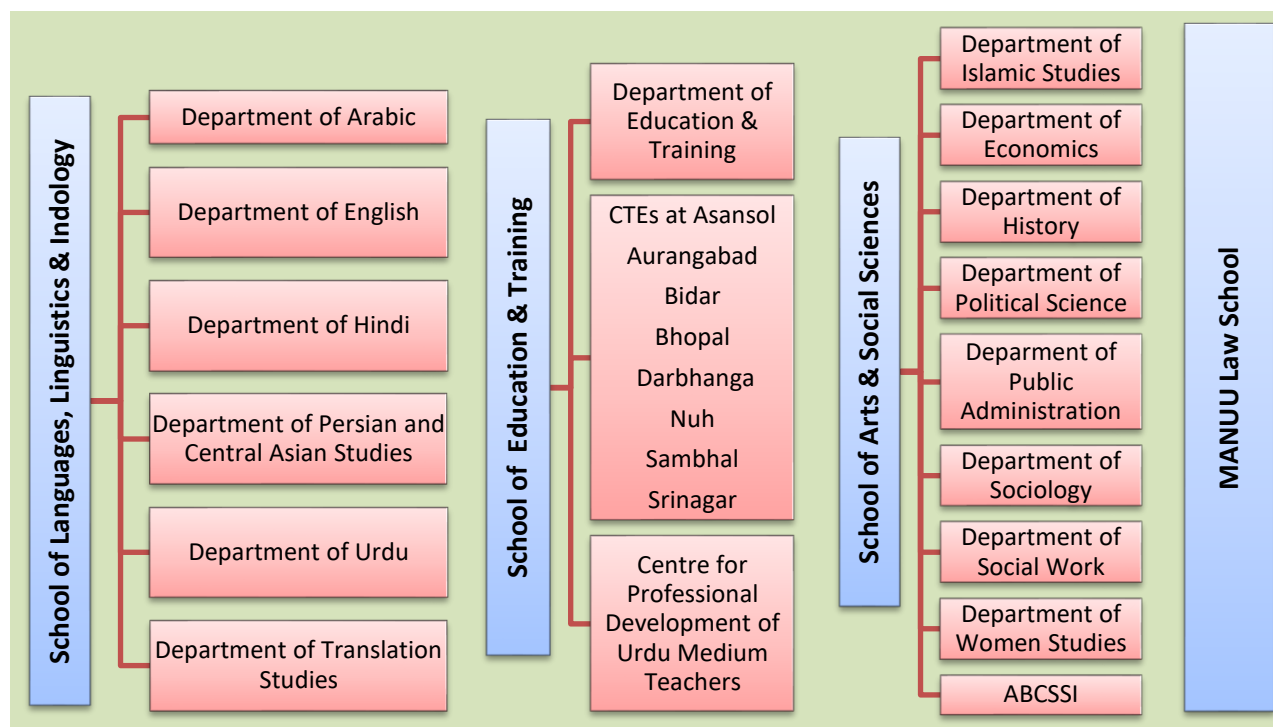 School of Languages, Linguistics & Indology
Department of Arabic
Department of English
Department of Hindi
Department of Persian and
Central Asian Studies
Department of Urdu
Department of Translation
Studies
School of Education & Training
Department of
Education &
Training
CTEs at Asansol
Aurangabad
Bidar
Bhopal
Darbhanga
Nuh
Sambhal
Srinagar
Centre for
Professional
Development of
Urdu Medium
Teachers
School of Arts & Social Sciences
Department of
Islamic Studies
Department of
Economics
Department of
History
Department of
Political Science
Deparment of
Public
Administration
Department of
Sociology
Department of
Social Work
Department of
Women Studies
ABCSSI
MANUU Law School